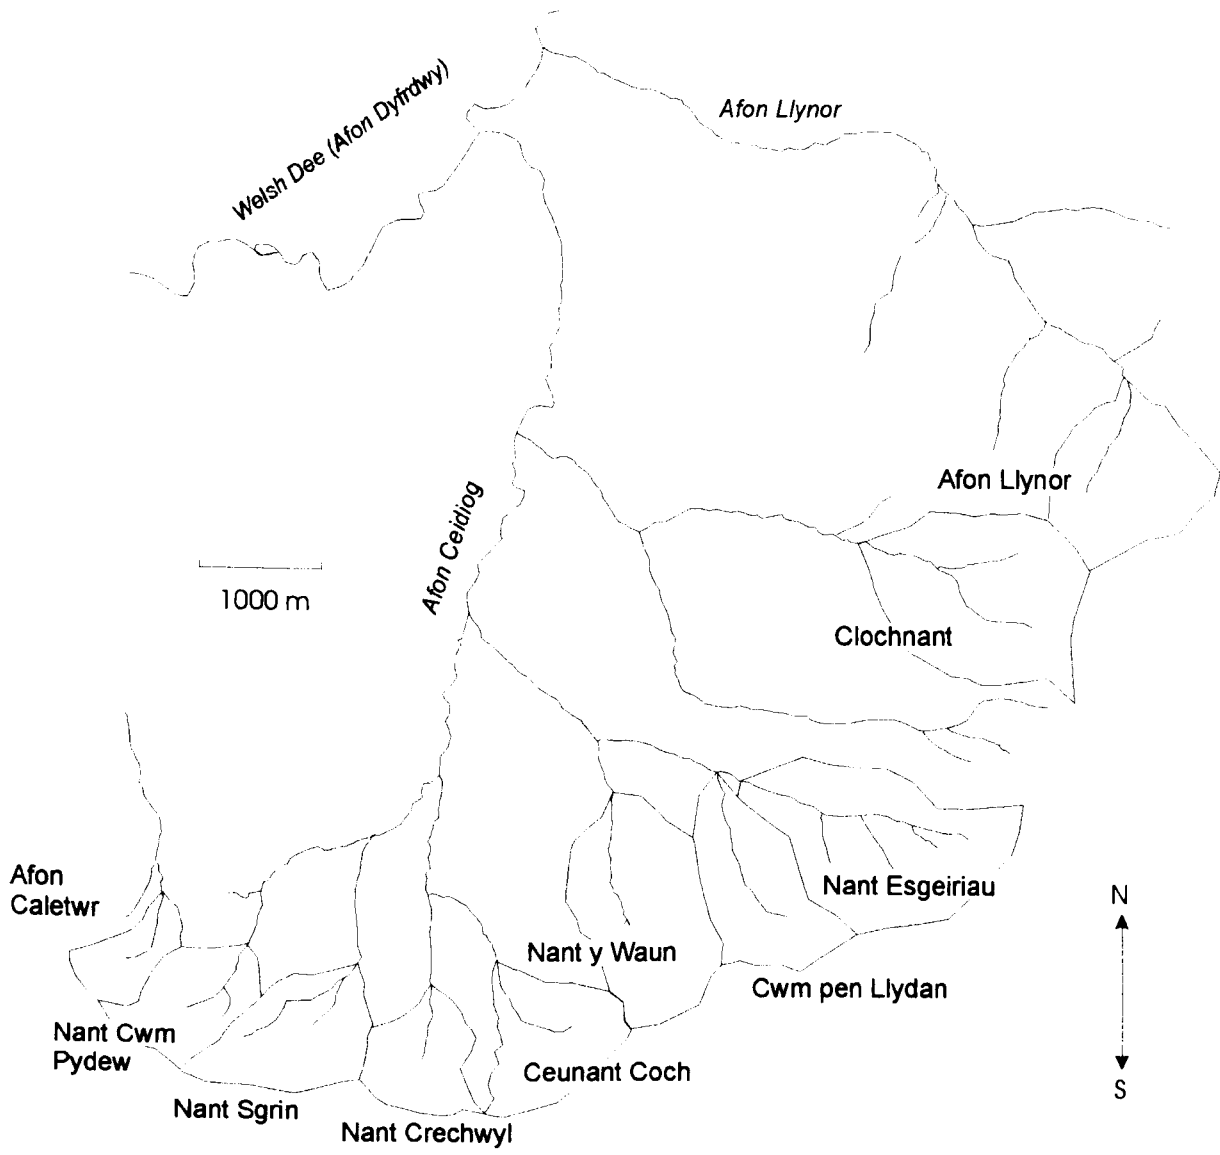 Welsh Dee (Afon Dyfrdwy)
Afon Llynor
Afon Llynor
Afon Ceidiog
1000 m
Clochnant
Afon
Caletwr
Nant Esgeiriau
N
Nant y Waun
Cwm pen Llydan
Nant Cwm
Pydew
Ceunant Coch
S
Nant Sgrin
Nant Crechwyl